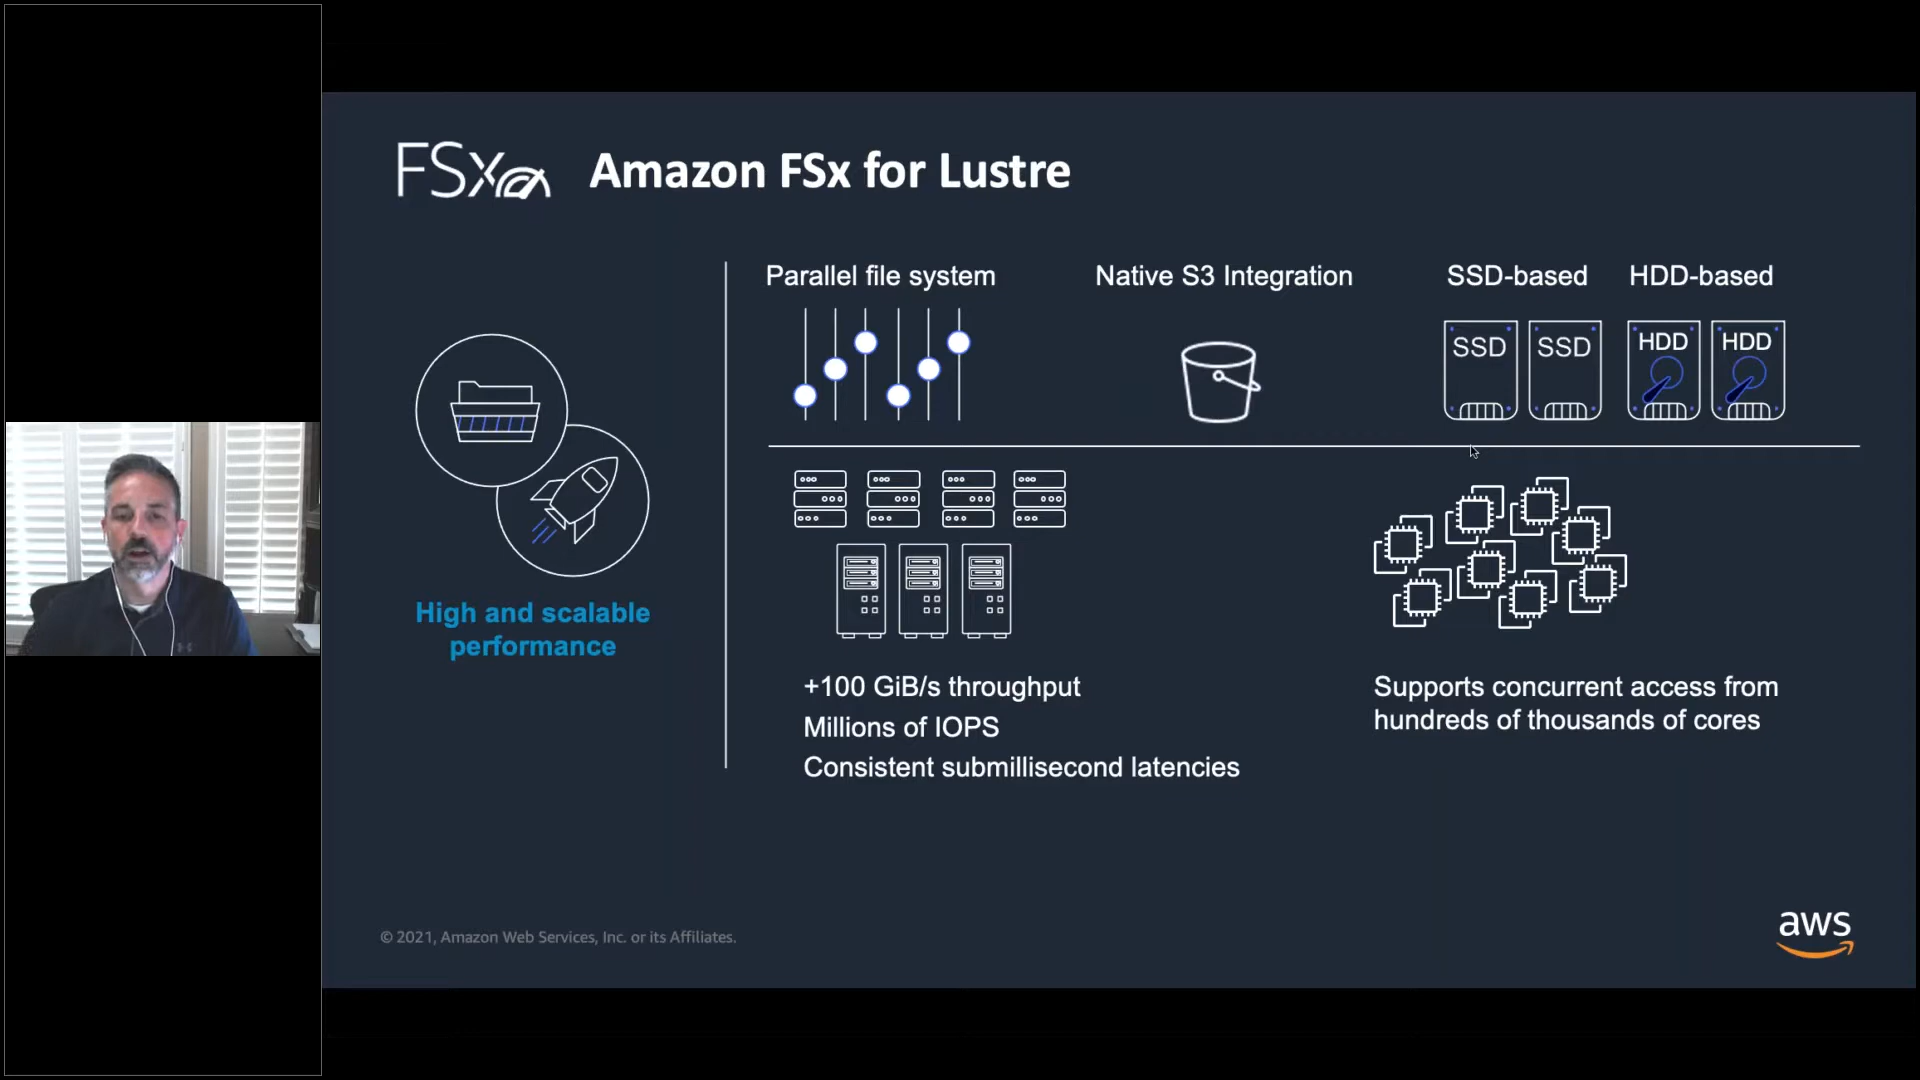 FSx
Amazon FSx for Lustre
Parallel file system
Native S3 Integration
SSD-based
HDD-based
SSD
SSD
HDD
HDD
High and scalable
performance
+100 GiB/s throughput
Millions of IOPS
Consistent submillisecond latencies
Supports concurrent access from
hundreds of thousands of cores
© 2021, Amazon Web Services, Inc. or its Affiliates.
aws